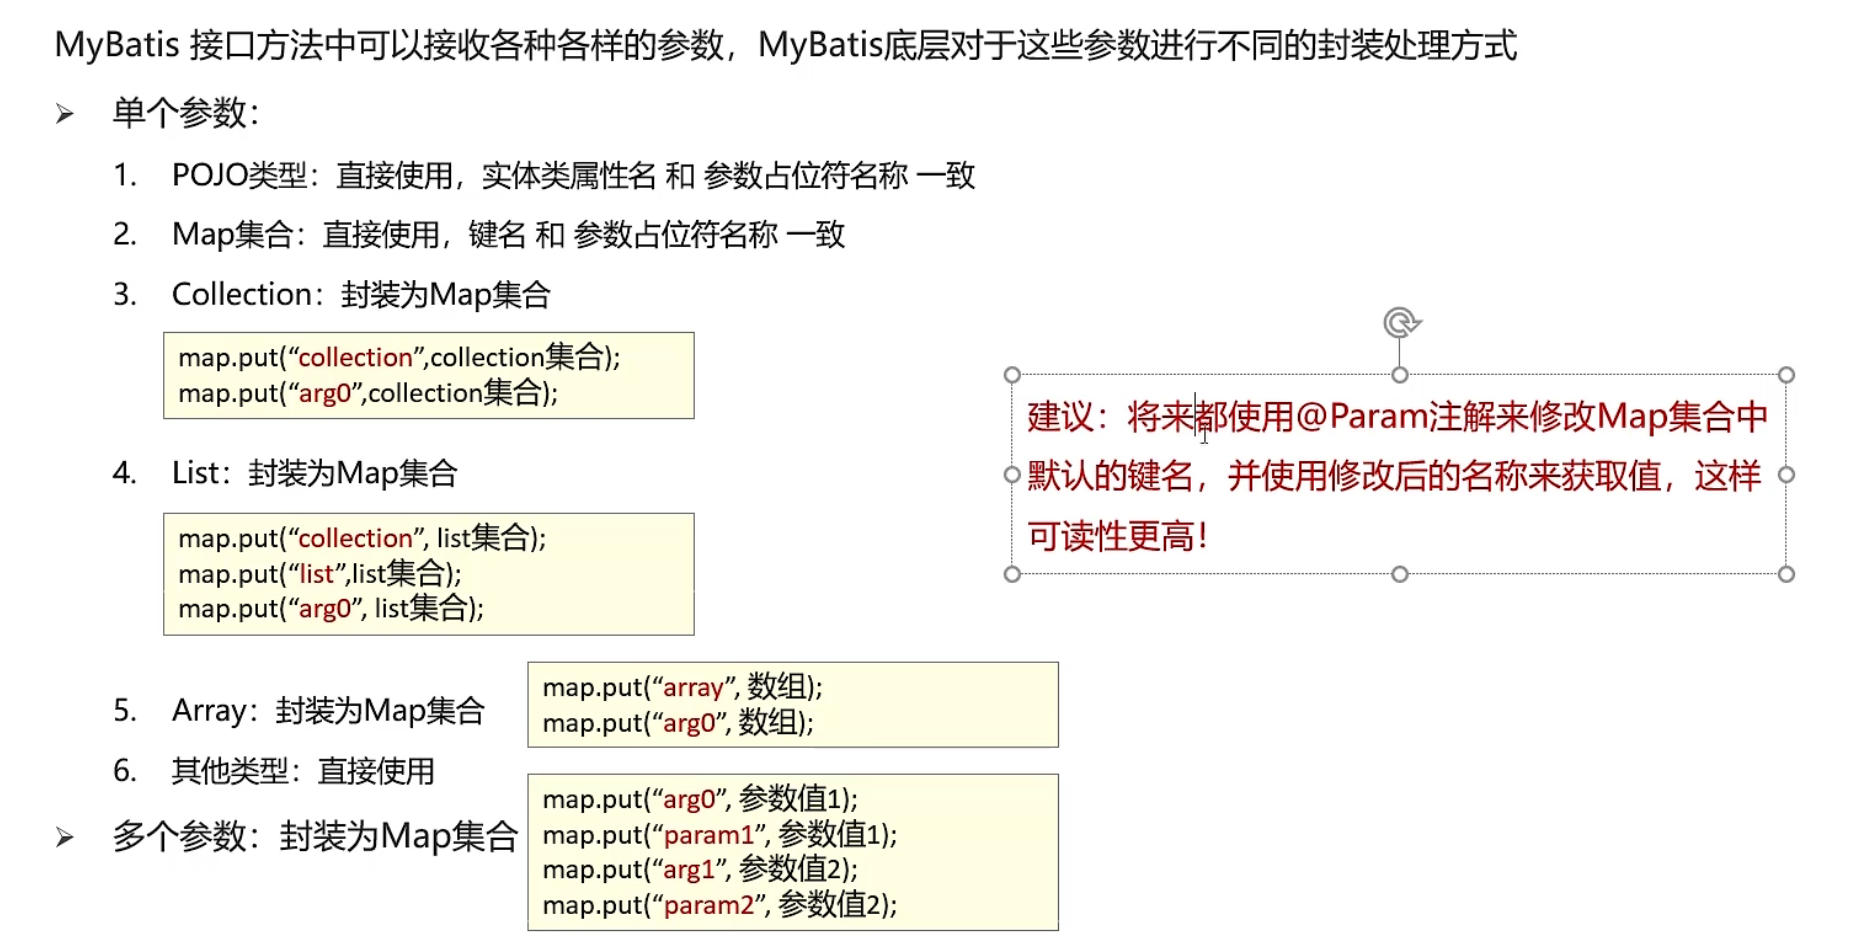 MyBatis 接口方法中可以接收各种各样的参数，MyBatis底层对于这些参数进行不同的封装处理方式
➢ 单个参数：
1. POJO类型：直接使用，实体类属性名 和 参数占位符名称 一致
2. Map集合：直接使用，键名 和 参数占位符名称 一致
3. Collection：封装为Map集合
map.put(“collection”,collection集合);
map.put(“arg0”,collection集合);
4. List：封装为Map集合
map.put(“collection”, list集合);
map.put(“list”,list集合);
map.put(“arg0”, list集合);
5. Array：封装为Map集合
map.put(“array”, 数组);
map.put(“arg0”, 数组);
6. 其他类型：直接使用
➢ 多个参数：封装为Map集合
map.put(“arg0”, 参数值1);
map.put(“param1”, 参数值1);
map.put(“arg1”, 参数值2);
map.put(“param2”, 参数值2);
建议：将来都使用@Param注解来修改Map集合中
默认的键名，并使用修改后的名称来获取值，这样
可读性更高！